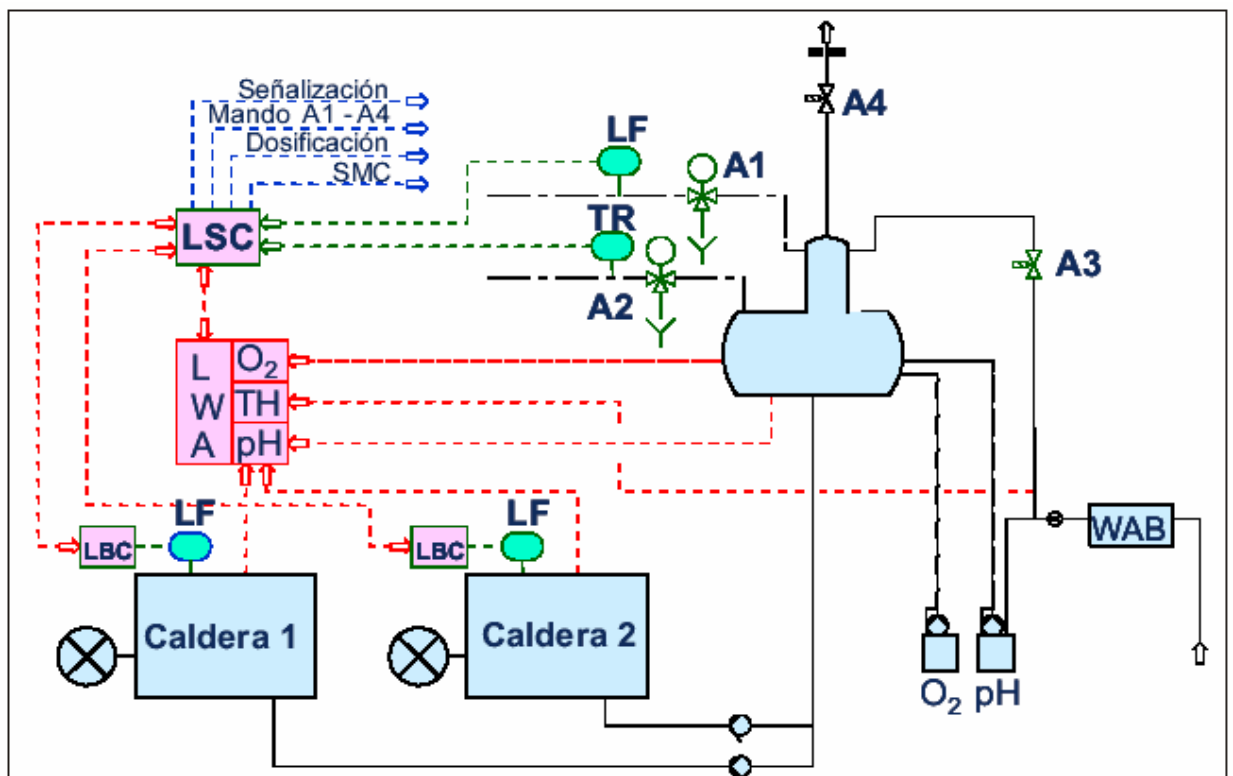 Señalización
Mando A1 - A4
Dosificación
SMC
LF
A1
A4
TR
LSC
A2
A3
L
W
A
O₂
TH
pH
LBC
LF
LBC
LF
WAB
Caldera 1
Caldera 2
O₂
pH